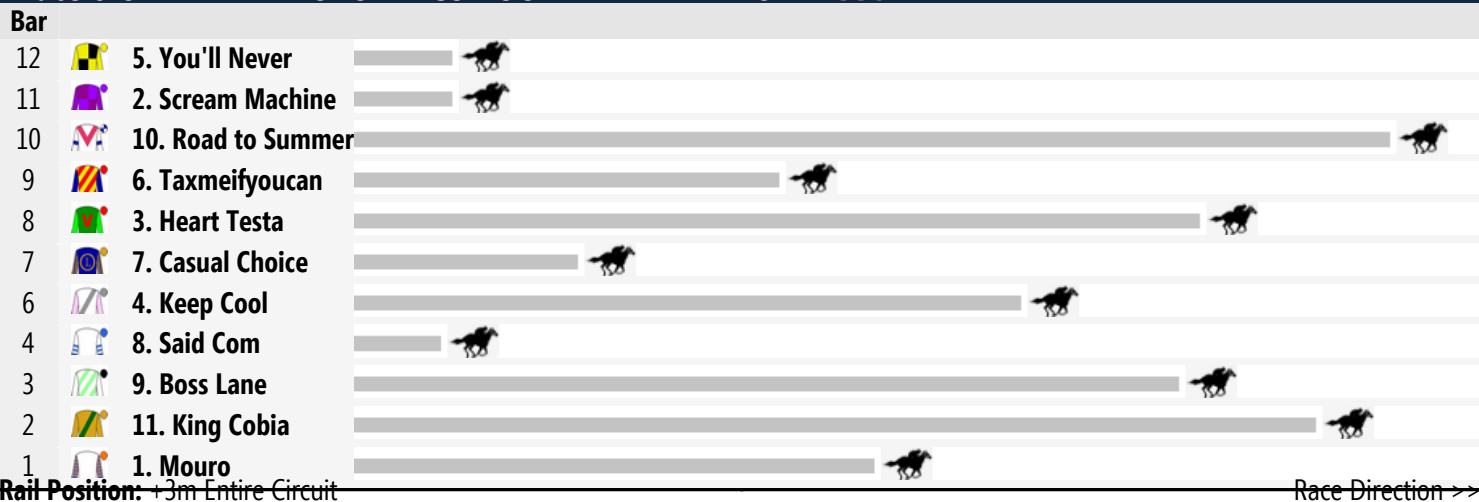 Bar
12 5. You'll Never
11 2. Scream Machine
10 10. Road to Summer
9 6. Taxmeifyoucan
8 3. Heart Testa
7 7. Casual Choice
6 4. Keep Cool
4 8. Said Com
3 9. Boss Lane
2 11. King Cobia
1 1. Mouro
Rail Position: +3m Entire Circuit Race Direction >>